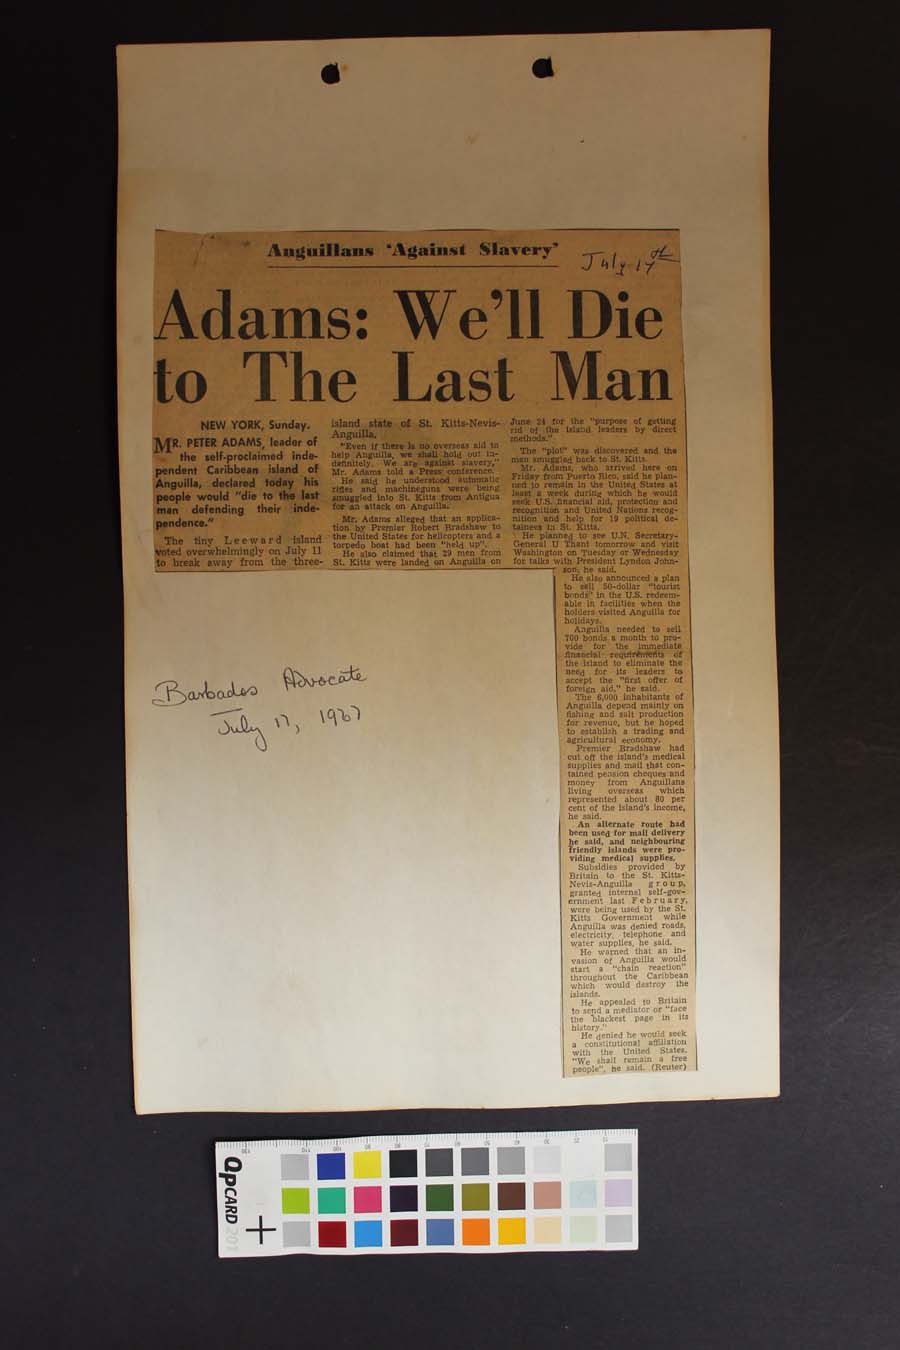 Anguillans 'Against Slavery'
July 17th
Adams: We'll Die
to The Last Man
NEW YORK, Sunday.
MR. PETER ADAMS, leader of
the self-proclaimed inde-
pendent Caribbean island of
Anguilla, declared today his
people would "die to the last
man defending their inde-
pendence."
The tiny Leeward island
voted overwhelmingly on July 11
to break away from the three-
island state of St. Kitts-Nevis-
Anguilla.
"Even if there is no overseas aid to
help Anguilla, we shall hold out in-
definitely. We are against slavery,"
Mr. Adams told a Press conference.
He said he understood automatic
rifles and machineguns were being
smuggled into St. Kitts from Antigua
for an attack on Anguilla.
Mr. Adams alleged that an applica-
tion by Premier Robert Bradshaw to
the United States for helicopters and a
torpedo boat had been "held up".
He also claimed that 29 men from
St. Kitts were landed on Anguilla on
June 24 for the "purpose of getting
rid of the island leaders by direct
methods."
The "plot" was discovered and the
men smuggled back to St. Kitts.
Mr. Adams, who arrived here on
Friday from Puerto Rico, said he plan-
ned to remain in the United States at
least a week during which he would
seek U.S. financial aid, protection and
recognition and United Nations recog-
nition and help for 19 political de-
tainees in St. Kitts.
He planned to see U.N. Secretary-
General U Thant tomorrow and visit
Washington on Tuesday or Wednesday
for talks with President Lyndon John-
son, he said.
He also announced a plan
to sell 50-dollar "tourist
bonds" in the U.S. redeem-
able in facilities when the
holders visited Anguilla for
holidays.
Anguilla needed to sell
700 bonds a month to pro-
vide for the immediate
financial requirements of
the island to eliminate the
need for its leaders to
accept the "first offer of
foreign aid," he said.
The 6,000 inhabitants of
Anguilla depend mainly on
fishing and salt production
for revenue, but he hoped
to establish a trading and
agricultural economy.
Premier Bradshaw had
cut off the island's medical
supplies and mail that con-
tained pension cheques and
money from Anguillans
living overseas which
represented about 80 per
cent of the island's income,
he said.
An alternate route had
been used for mail delivery
he said, and neighbouring
friendly islands were pro-
viding medical supplies.
Subsidies provided by
Britain to the St. Kitts-
Nevis-Anguilla group,
granted internal self-gov-
ernment last February,
were being used by the St.
Kitts Government while
Anguilla was denied roads,
electricity, telephone and
water supplies, he said.
He warned that an in-
vasion of Anguilla would
start a "chain reaction"
throughout the Caribbean
which would destroy the
islands.
He appealed to Britain
to send a mediator or "face
the blackest page in its
history."
He denied he would seek
a constitutional affiliation
with the United States.
"We shall remain a free
people", he said. (Reuter)
Barbados Advocate
July 17, 1967
QPCARD 201